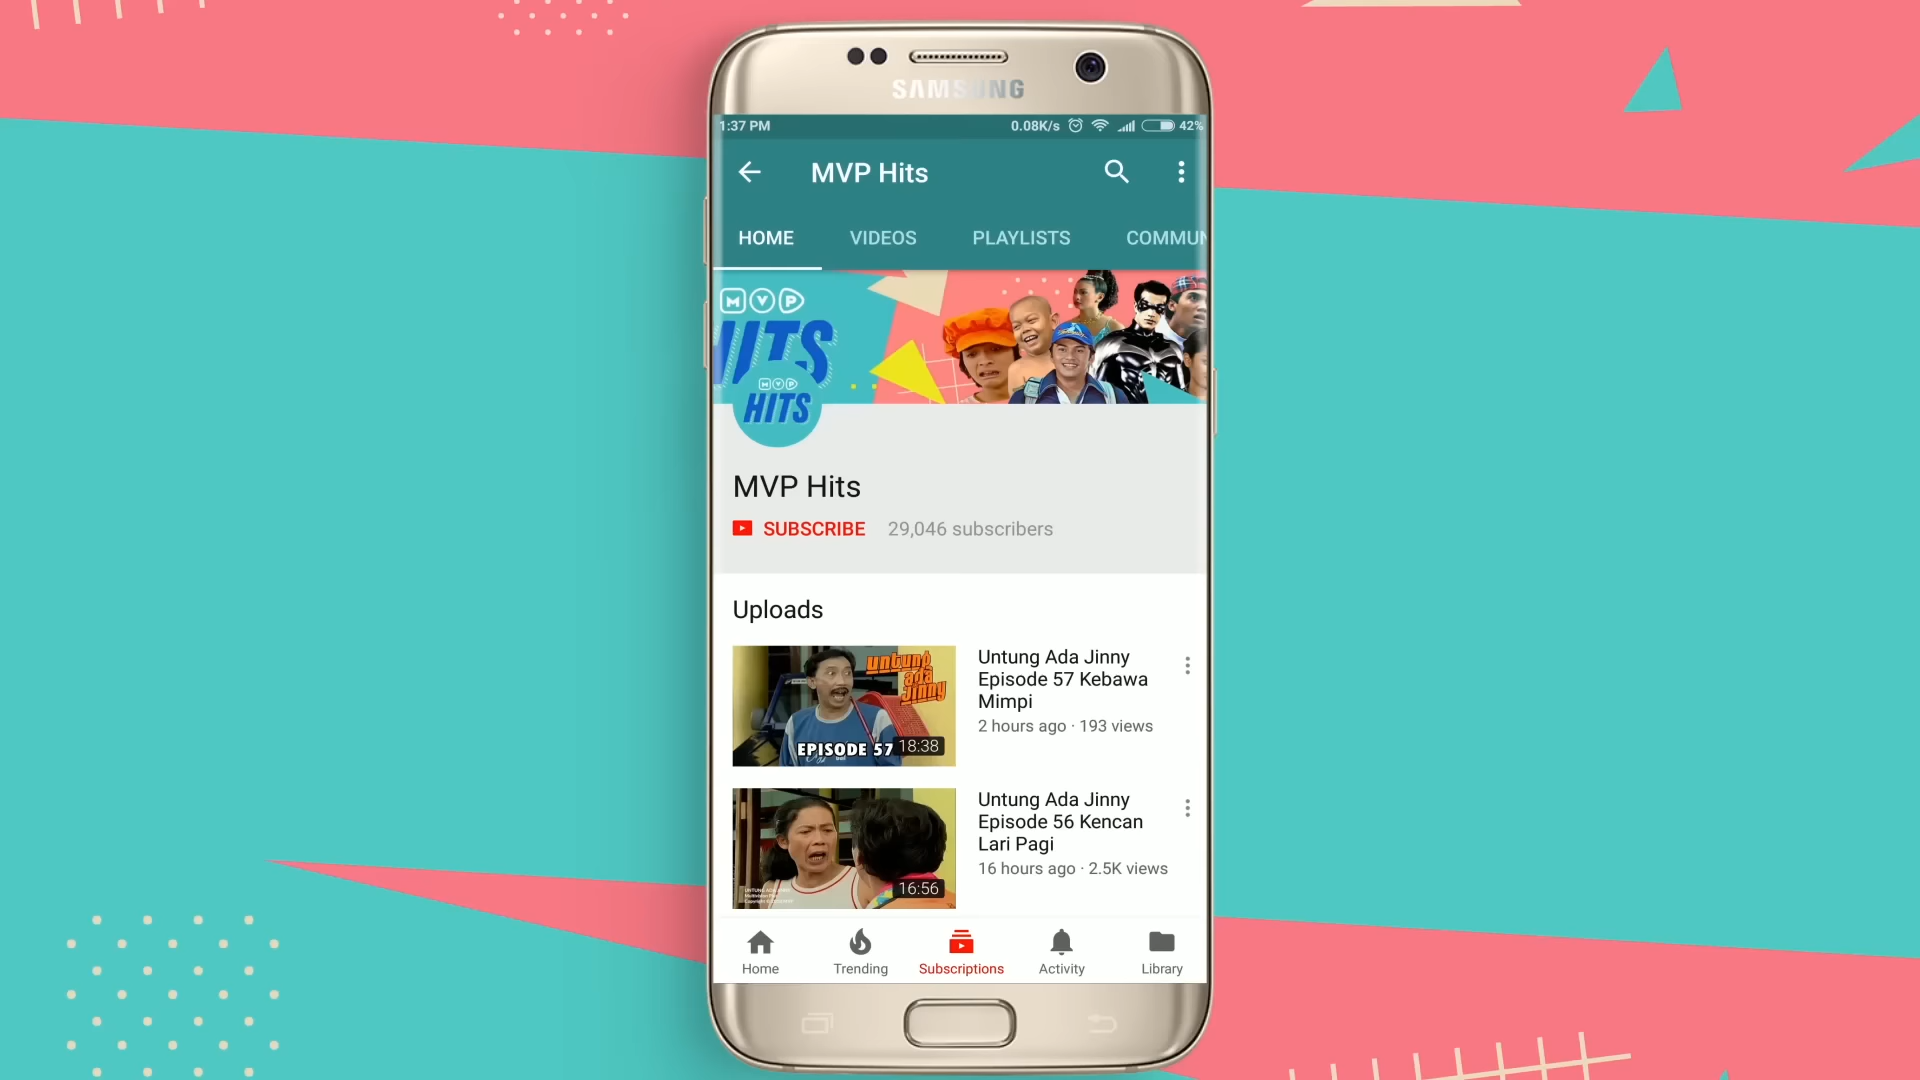 SAMSUNG
1:37 PM
0.08K/s
42%
MVP Hits
HOME
VIDEOS
PLAYLISTS
COMMUN
MVP
HITS
MVP
HITS
MVP Hits
SUBSCRIBE
29,046 subscribers
Uploads
untung
ada
jinny
EPISODE 57
18:38
Untung Ada Jinny
Episode 57 Kebawa
Mimpi
2 hours ago · 193 views
16:56
Untung Ada Jinny
Episode 56 Kencan
Lari Pagi
16 hours ago · 2.5K views
Home
Trending
Subscriptions
Activity
Library